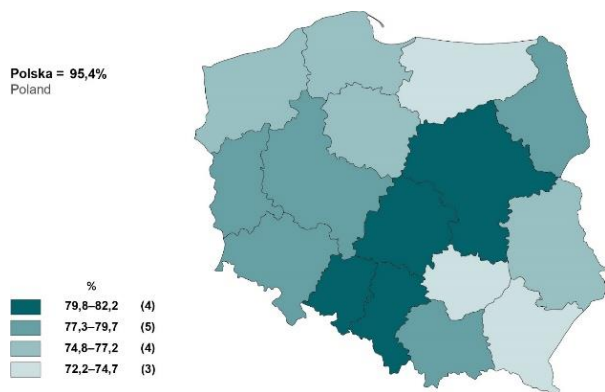 Polska = 95,4%
Poland
%
79,8–82,2 (4)
77,3–79,7 (5)
74,8–77,2 (4)
72,2–74,7 (3)